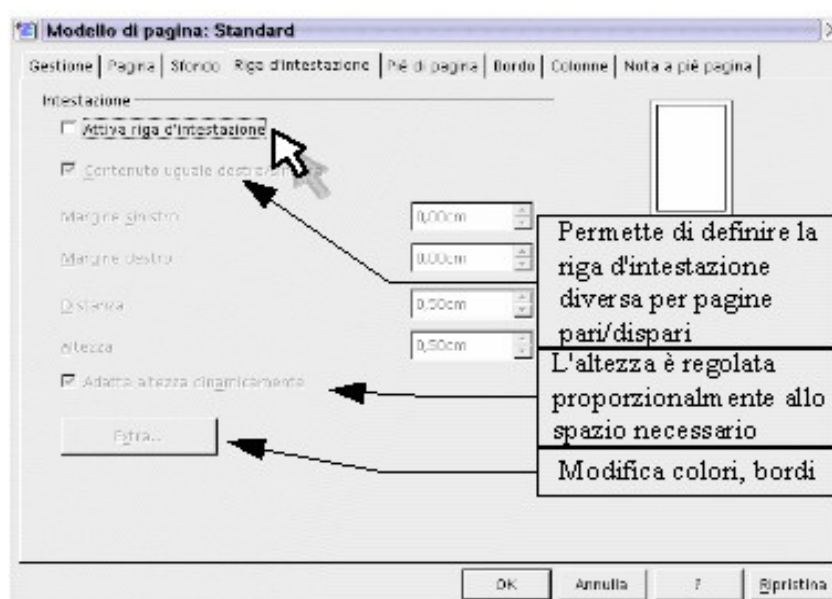 Modello di pagina: Standard
Gestione Pagina Sfondo Riga d'intestazione Piè di pagina Bordo Colonne Nota a piè pagina
Intestazione
Attiva riga d'intestazione
Contenuto uguale destra/sinistra
Margine sinistro 0,00cm
Margine destro 0,00cm
Distanza 0,50cm
Altezza 0,50cm
Adatta altezza dinamicamente
Extra...
Permette di definire la
riga d'intestazione
diversa per pagine
pari/dispari
L'altezza è regolata
proporzionalmente allo
spazio necessario
Modifica colori, bordi
OK Annulla ? Ripristina